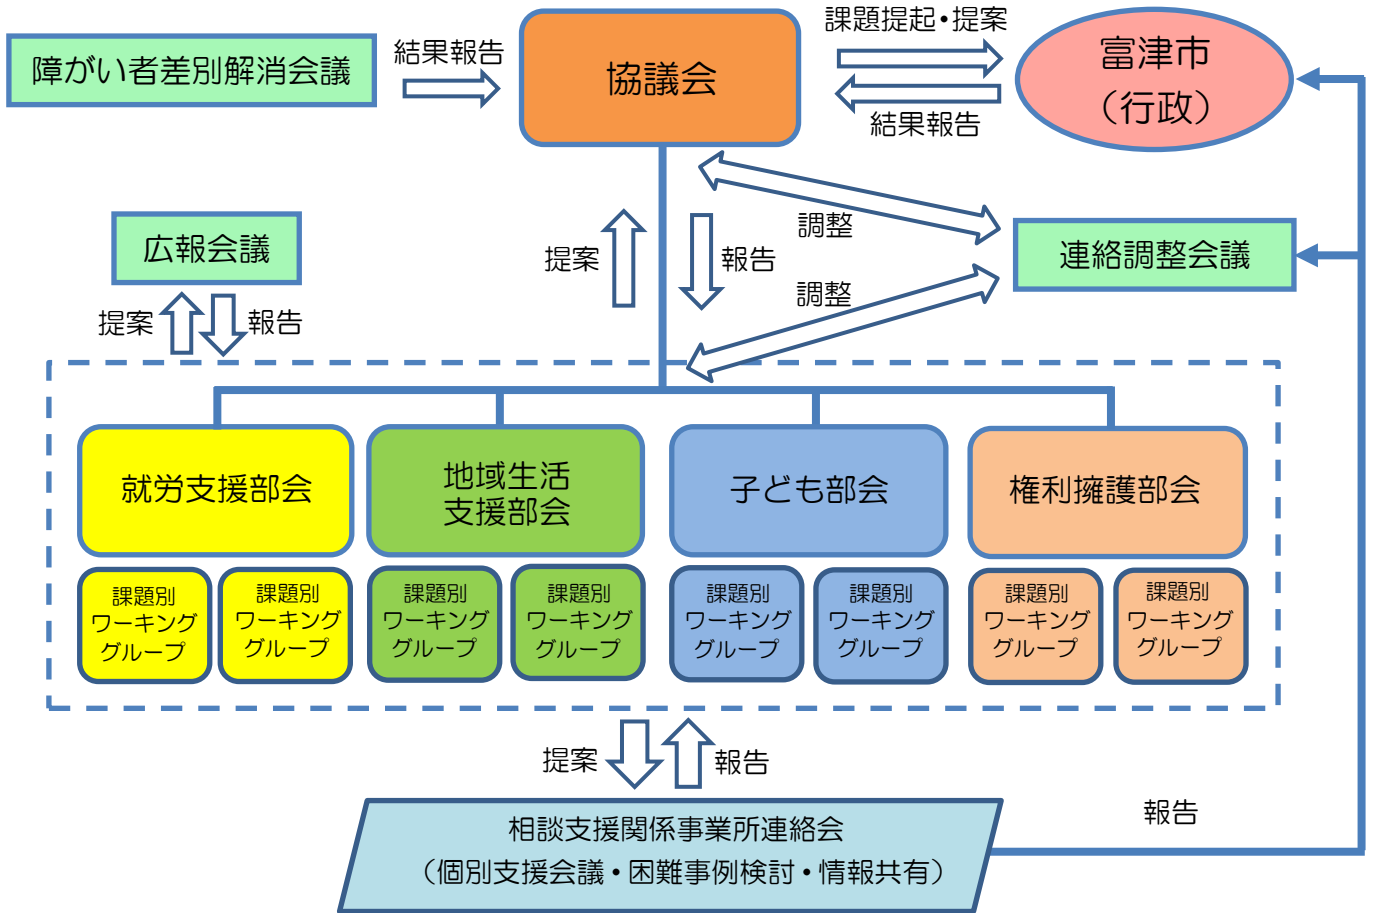 課題提起・提案
結果報告
障がい者差別解消会議
協議会
富津市
（行政）
結果報告
広報会議
提案
報告
調整
連絡調整会議
調整
提案
報告
就労支援部会
地域生活
支援部会
子ども部会
権利擁護部会
課題別
ワーキング
グループ
課題別
ワーキング
グループ
課題別
ワーキング
グループ
課題別
ワーキング
グループ
課題別
ワーキング
グループ
課題別
ワーキング
グループ
課題別
ワーキング
グループ
課題別
ワーキング
グループ
提案
報告
報告
相談支援関係事業所連絡会
（個別支援会議・困難事例検討・情報共有）